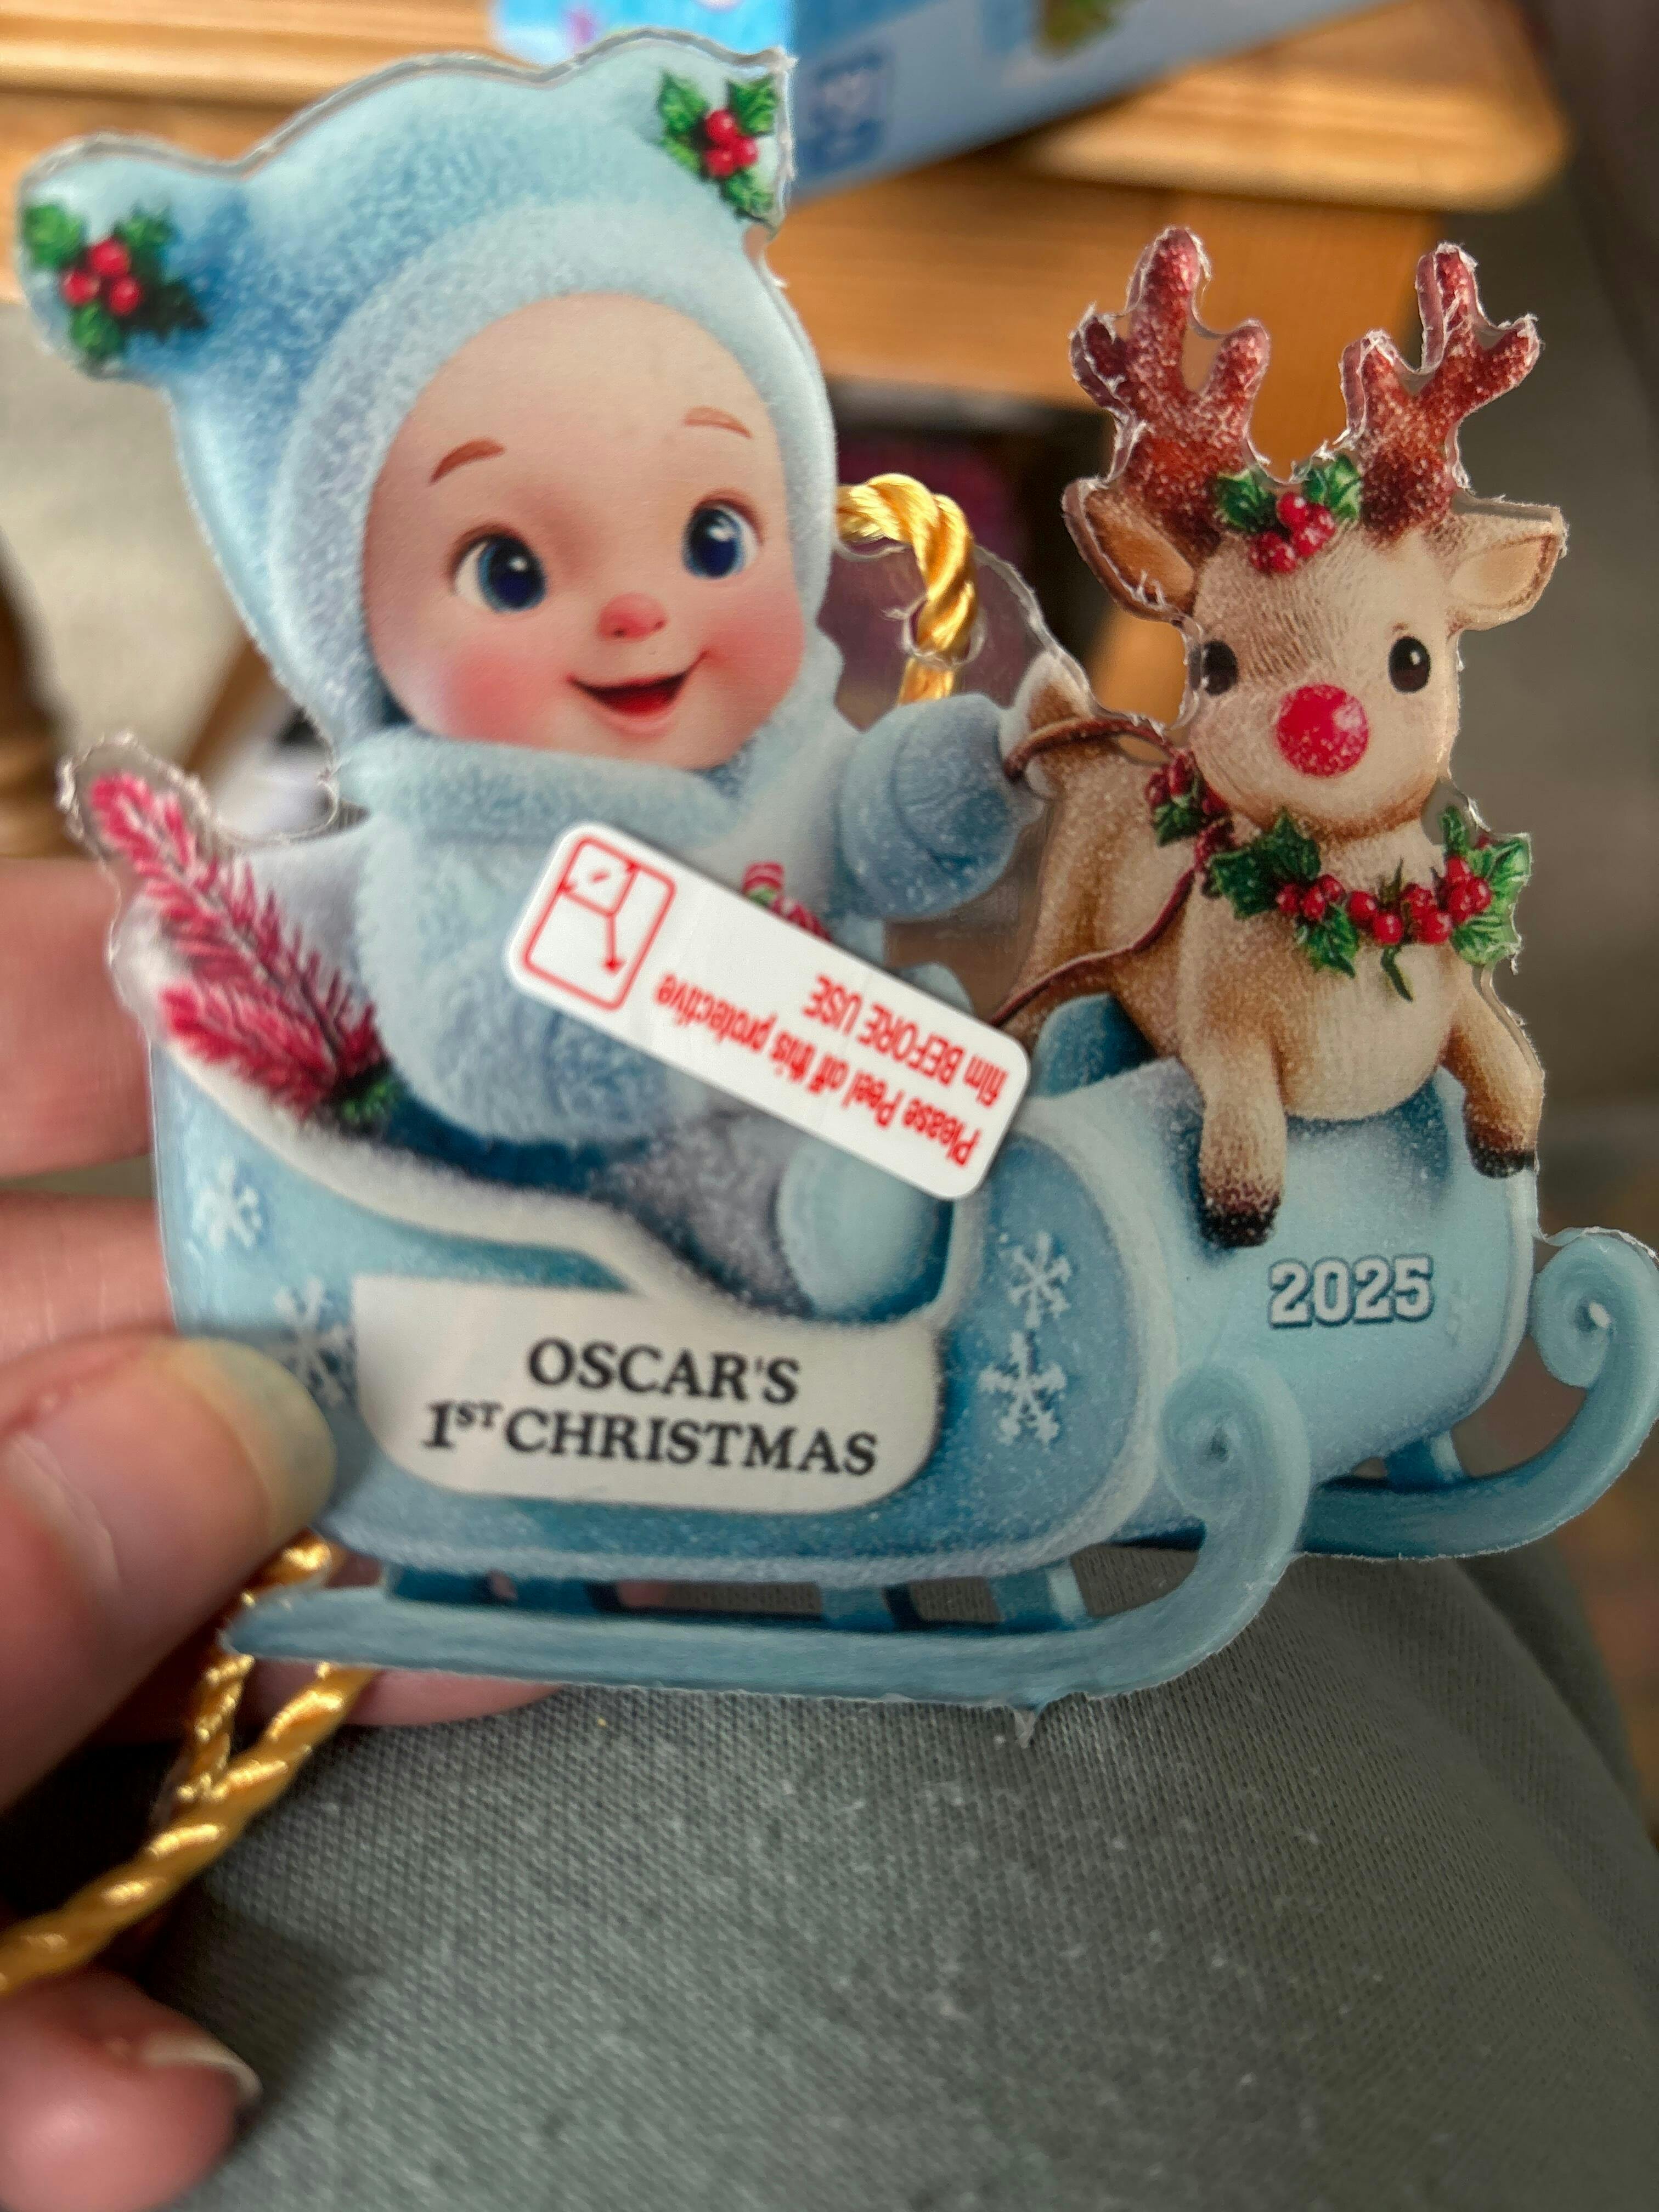 Please Peel off this protective
film BEFORE USE
2025
OSCAR'S
1ST CHRISTMAS